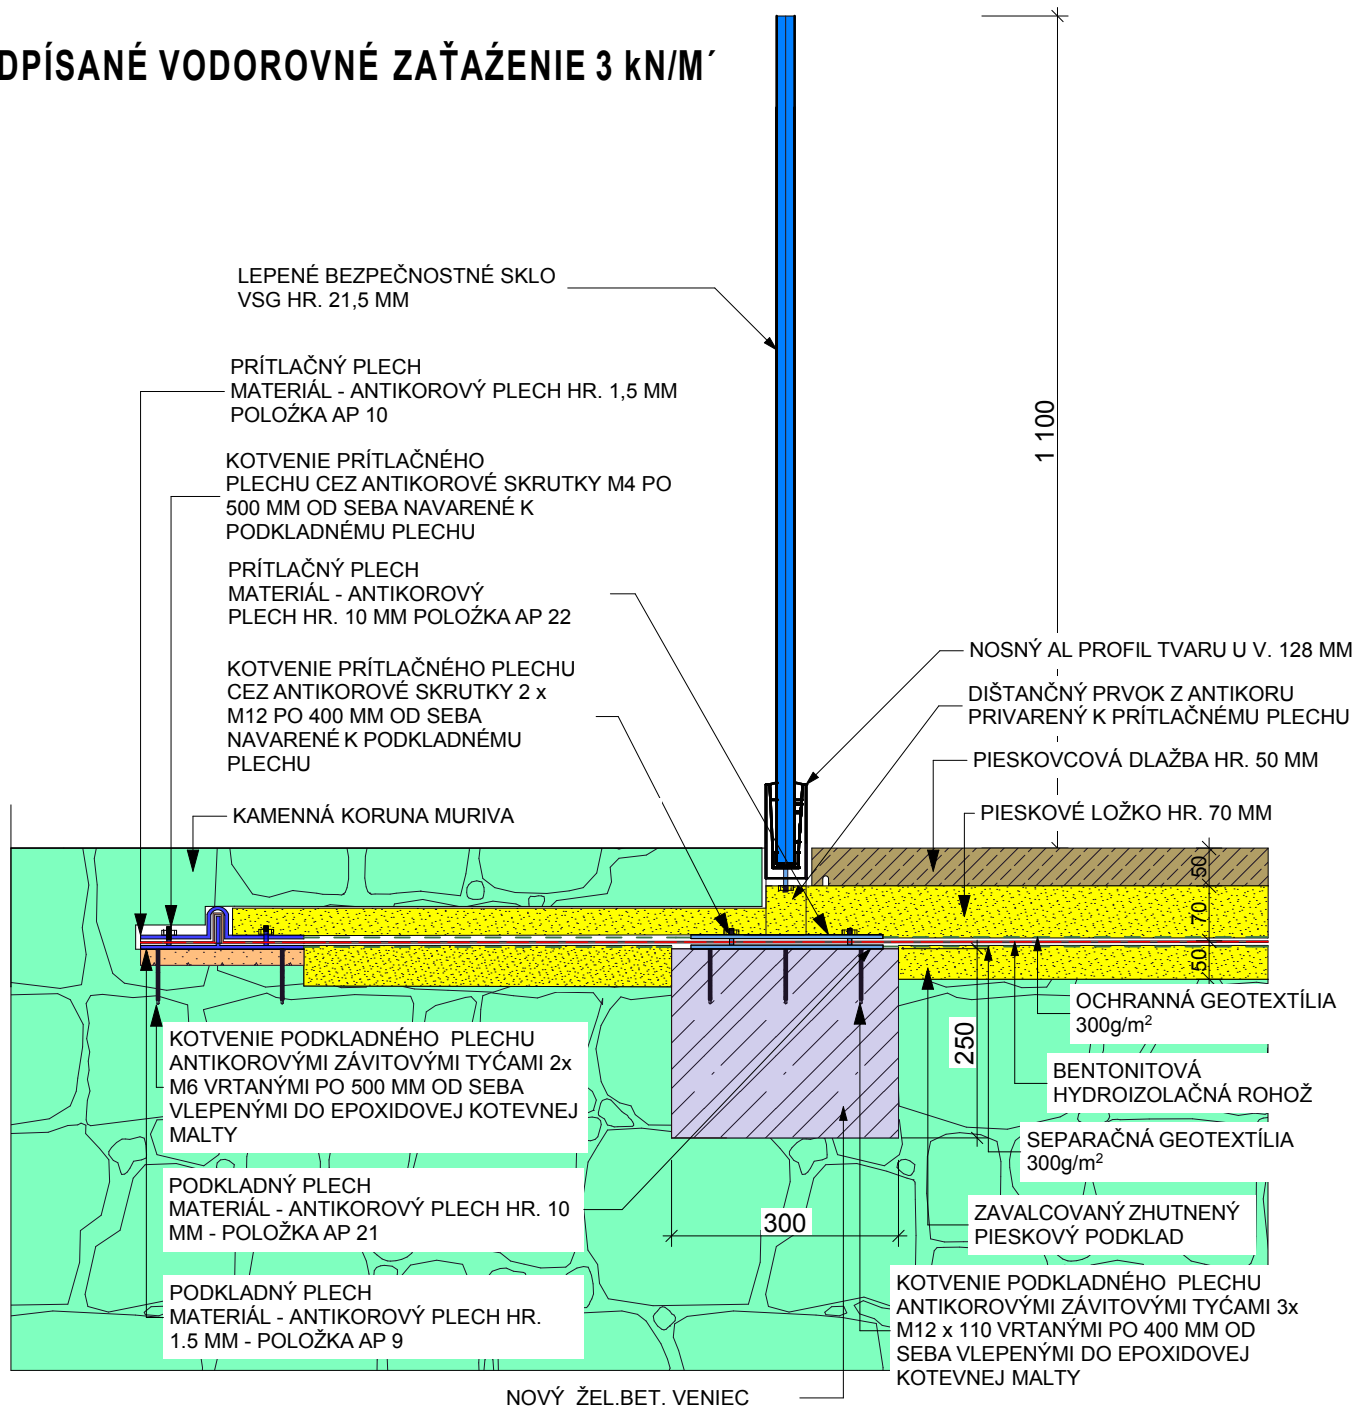 DPÍSANÉ VODOROVNÉ ZAŤAŹENIE 3 kN/M´
LEPENÉ BEZPEČNOSTNÉ SKLO
VSG HR. 21,5 MM
PRÍTLAČNÝ PLECH
MATERIÁL - ANTIKOROVÝ PLECH HR. 1,5 MM
POLOŹKA AP 10
KOTVENIE PRÍTLAČNÉHO
PLECHU CEZ ANTIKOROVÉ SKRUTKY M4 PO
500 MM OD SEBA NAVARENÉ K
PODKLADNÉMU PLECHU
PRÍTLAČNÝ PLECH
MATERIÁL - ANTIKOROVÝ
PLECH HR. 10 MM POLOŹKA AP 22
KOTVENIE PRÍTLAČNÉHO PLECHU
CEZ ANTIKOROVÉ SKRUTKY 2 x
M12 PO 400 MM OD SEBA
NAVARENÉ K PODKLADNÉMU
PLECHU
KAMENNÁ KORUNA MURIVA
1 100
NOSNÝ AL PROFIL TVARU U V. 128 MM
DIŠTANČNÝ PRVOK Z ANTIKORU
PRIVARENÝ K PRÍTLAČNÉMU PLECHU
PIESKOVCOVÁ DLAŽBA HR. 50 MM
PIESKOVÉ LOŽKO HR. 70 MM
50
70
50
250
300
OCHRANNÁ GEOTEXTÍLIA
300g/m²
BENTONITOVÁ
HYDROIZOLAČNÁ ROHOŽ
SEPARAČNÁ GEOTEXTÍLIA
300g/m²
ZAVALCOVANÝ ZHUTNENÝ
PIESKOVÝ PODKLAD
KOTVENIE PODKLADNÉHO PLECHU
ANTIKOROVÝMI ZÁVITOVÝMI TYĆAMI 2x
M6 VRTANÝMI PO 500 MM OD SEBA
VLEPENÝMI DO EPOXIDOVEJ KOTEVNEJ
MALTY
PODKLADNÝ PLECH
MATERIÁL - ANTIKOROVÝ PLECH HR. 10
MM - POLOŽKA AP 21
PODKLADNÝ PLECH
MATERIÁL - ANTIKOROVÝ PLECH HR.
1.5 MM - POLOŽKA AP 9
KOTVENIE PODKLADNÉHO PLECHU
ANTIKOROVÝMI ZÁVITOVÝMI TYĆAMI 3x
M12 x 110 VRTANÝMI PO 400 MM OD
SEBA VLEPENÝMI DO EPOXIDOVEJ
KOTEVNEJ MALTY
NOVÝ ŽEL.BET. VENIEC